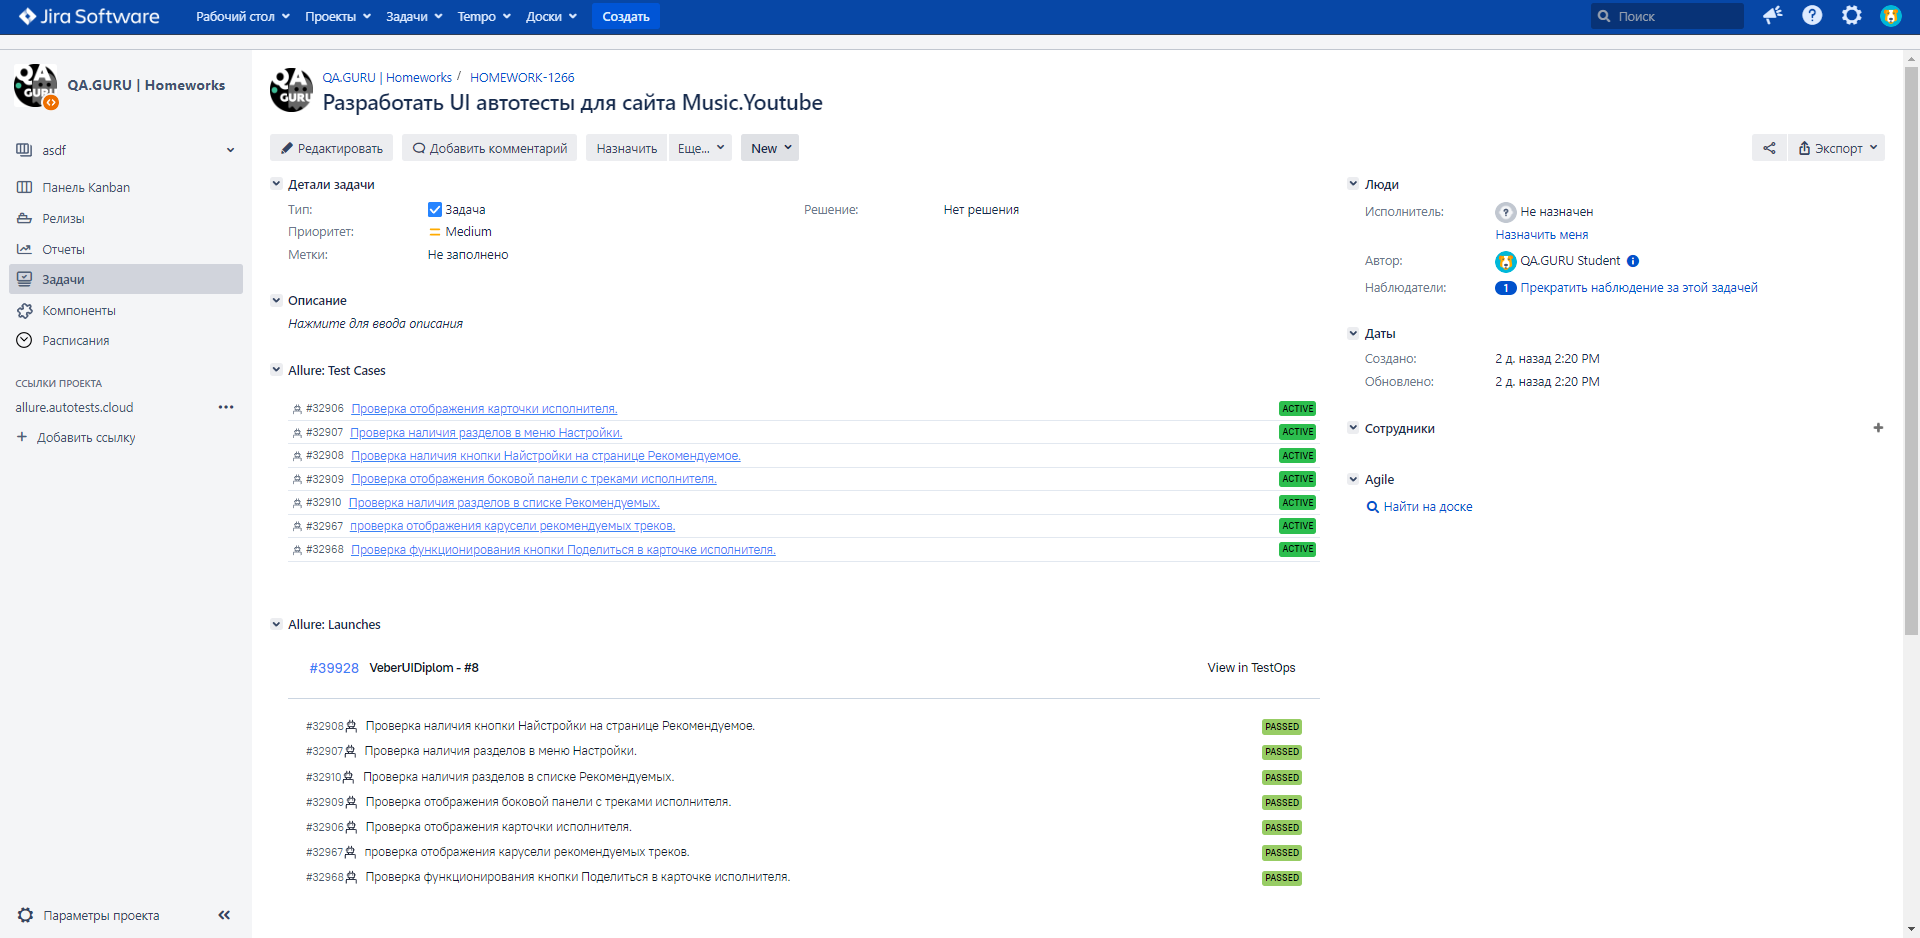 Jira Software Рабочий стол Проекты Задачи Tempo Доски Создать Поиск
QA.GURU | Homeworks
asdf
Панель Kanban
Релизы
Отчеты
Задачи
Компоненты
Расписания
ССЫЛКИ ПРОЕКТА
allure.autotests.cloud
Добавить ссылку
Параметры проекта
QA.GURU | Homeworks / HOMEWORK-1266
Разработать UI автотесты для сайта Music.Youtube
Редактировать Добавить комментарий Назначить Еще... New Экспорт
Детали задачи
Тип: Задача Решение: Нет решения
Приоритет: Medium
Метки: Не заполнено
Описание
Нажмите для ввода описания
Allure: Test Cases
#32906 Проверка отображения карточки исполнителя. ACTIVE
#32907 Проверка наличия разделов в меню Настройки. ACTIVE
#32908 Проверка наличия кнопки Найстройки на странице Рекомендуемое. ACTIVE
#32909 Проверка отображения боковой панели с треками исполнителя. ACTIVE
#32910 Проверка наличия разделов в списке Рекомендуемых. ACTIVE
#32967 проверка отображения карусели рекомендуемых треков. ACTIVE
#32968 Проверка функционирования кнопки Поделиться в карточке исполнителя. ACTIVE
Allure: Launches
#39928 VeberUIDiplom - #8 View in TestOps
#32908 Проверка наличия кнопки Найстройки на странице Рекомендуемое. PASSED
#32907 Проверка наличия разделов в меню Настройки. PASSED
#32910 Проверка наличия разделов в списке Рекомендуемых. PASSED
#32909 Проверка отображения боковой панели с треками исполнителя. PASSED
#32906 Проверка отображения карточки исполнителя. PASSED
#32967 проверка отображения карусели рекомендуемых треков. PASSED
#32968 Проверка функционирования кнопки Поделиться в карточке исполнителя. PASSED
Люди
Исполнитель: Не назначен
Назначить меня
Автор: QA.GURU Student
Наблюдатели: 1 Прекратить наблюдение за этой задачей
Даты
Создано: 2 д. назад 2:20 PM
Обновлено: 2 д. назад 2:20 PM
Сотрудники
Agile
Найти на доске